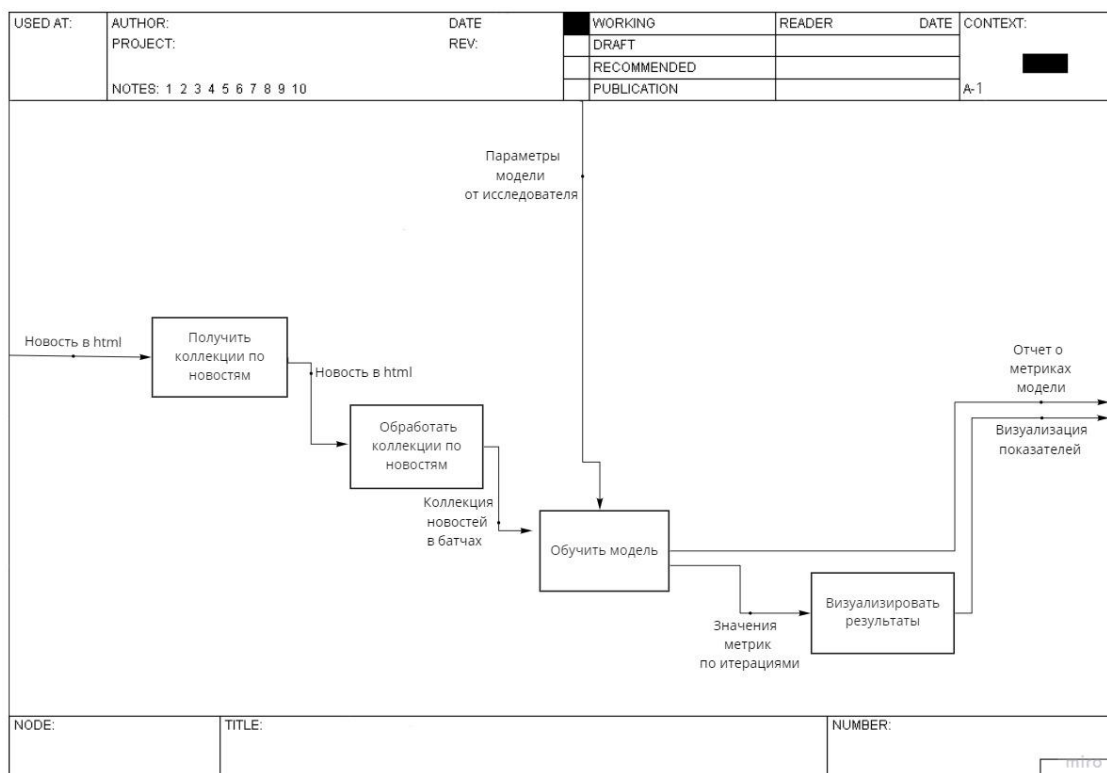 USED AT:
AUTHOR:
DATE
WORKING
READER
DATE
CONTEXT:
PROJECT:
REV:
DRAFT
RECOMMENDED
NOTES: 1 2 3 4 5 6 7 8 9 10
PUBLICATION
A-1
Параметры
модели
от исследователя
Новость в html
Получить
коллекции по
новостям
Новость в html
Обработать
коллекции по
новостям
Коллекция
новостей
в батчах
Обучить модель
Значения
метрик
по итерациями
Визуализировать
результаты
Отчет о
метриках
модели
Визуализация
показателей
NODE:
TITLE:
NUMBER:
miro